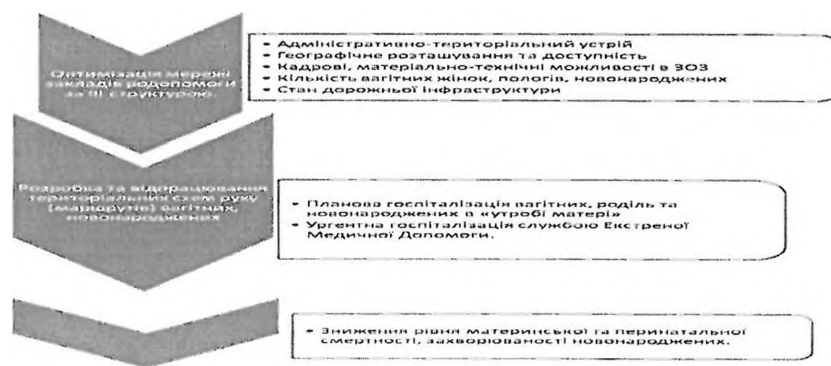 Оптимізація мережі
закладів родопомоги
за ІІІ структурою.
• Адміністративно-територіальний устрій
• Географічне розташування та доступність
• Кадрові, матеріально-технічні можливості в ЗОЗ
• Кількість вагітних жінок, пологів, новонароджених
• Стан дорожньої інфраструктури
Розробка та відпрацювання
територіальних схем руху
(маршрутів) вагітних,
новонароджених
• Планова госпіталізація вагітних, роділь та
новонароджених в «утробі матері»
• Ургентна госпіталізація службою Екстреної
Медичної Допомоги.
• Зниження рівня материнської та перинатальної
смертності, захворюваності новонароджених.